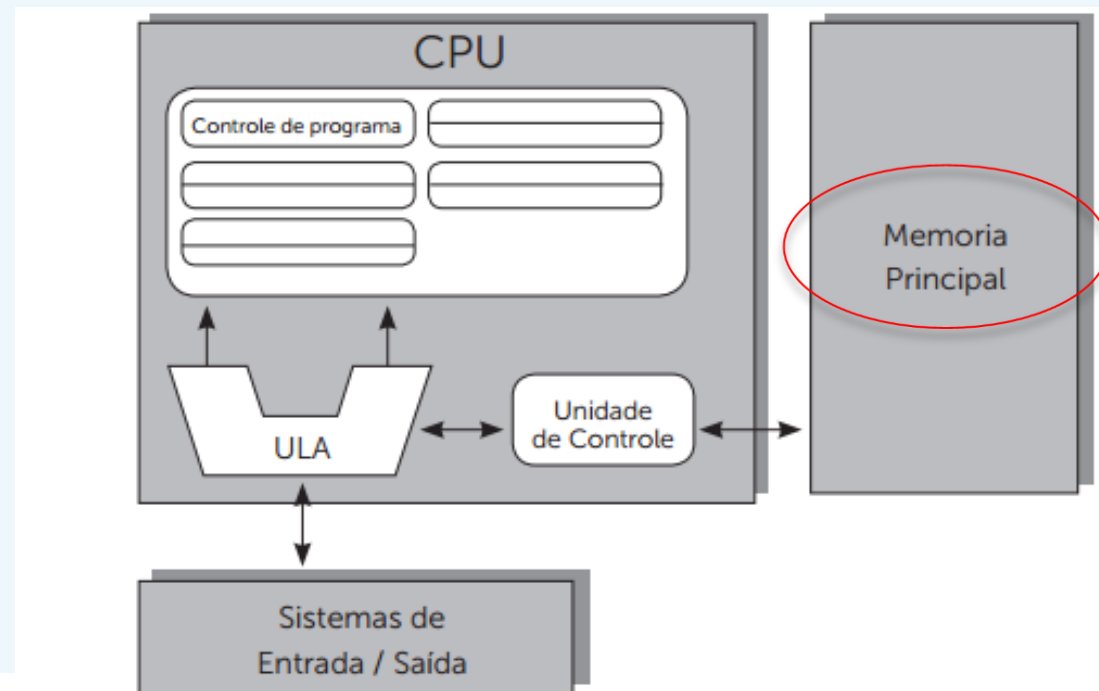 CPU
Controle de programa
Memoria
Principal
ULA
Unidade
de Controle
Sistemas de
Entrada / Saída